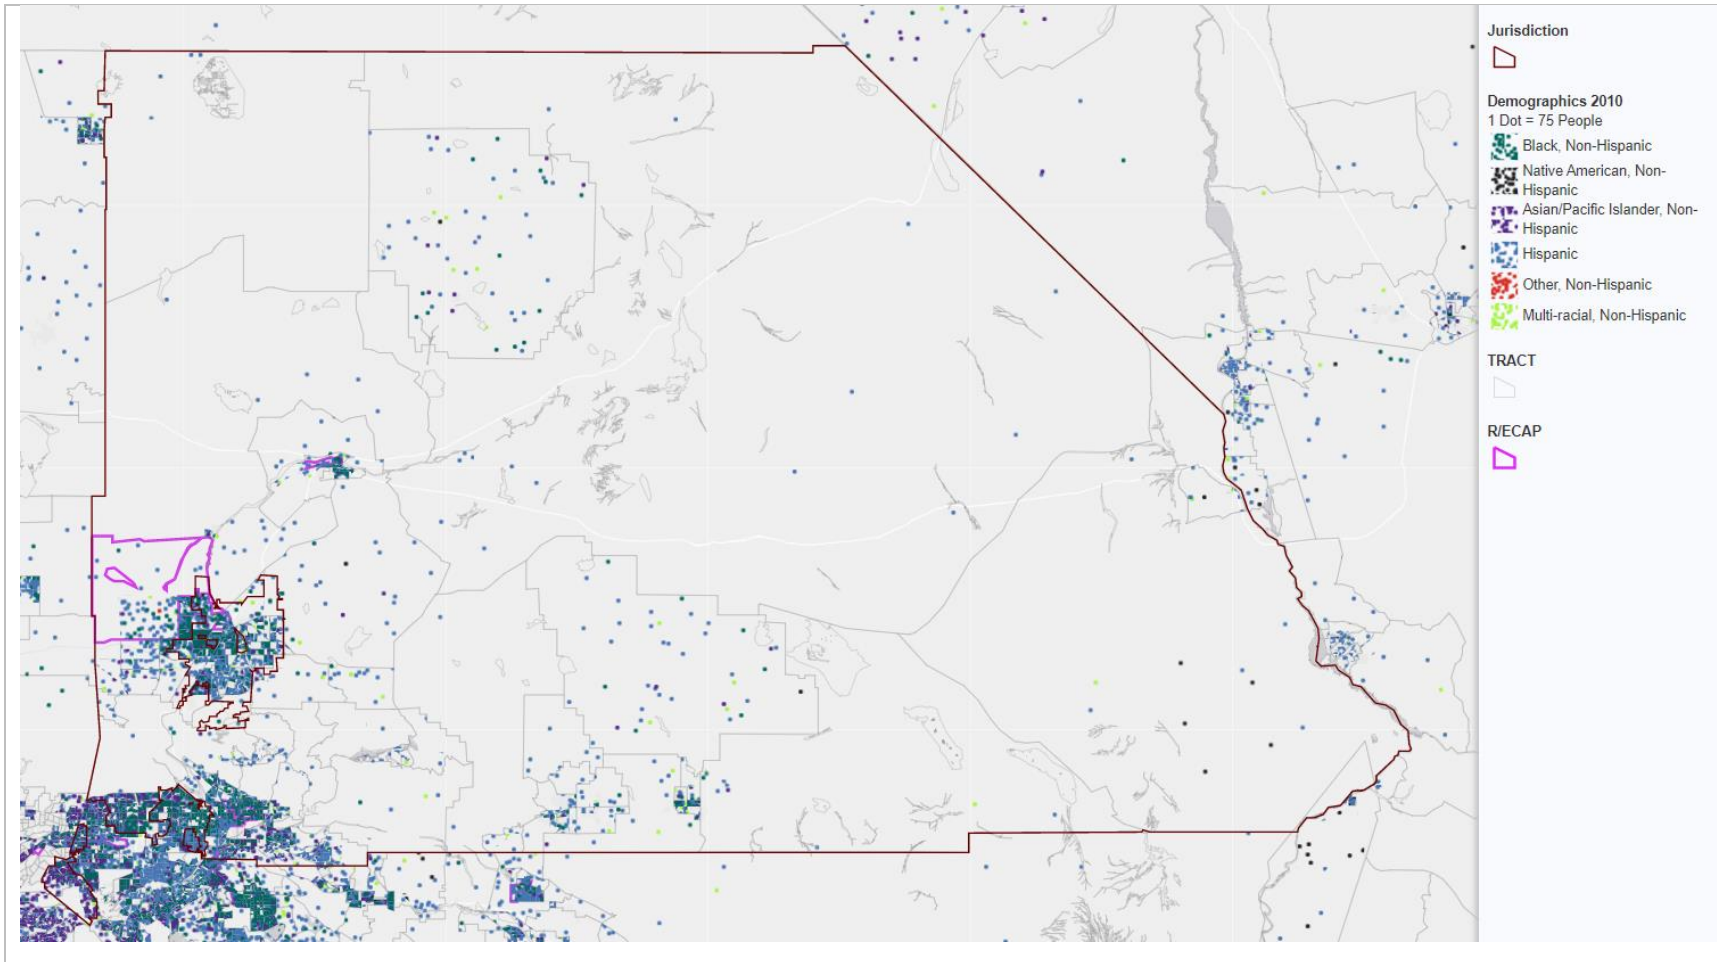 Jurisdiction
Demographics 2010
1 Dot = 75 People
Black, Non-Hispanic
Native American, Non-
Hispanic
Asian/Pacific Islander, Non-
Hispanic
Hispanic
Other, Non-Hispanic
Multi-racial, Non-Hispanic
TRACT
R/ECAP